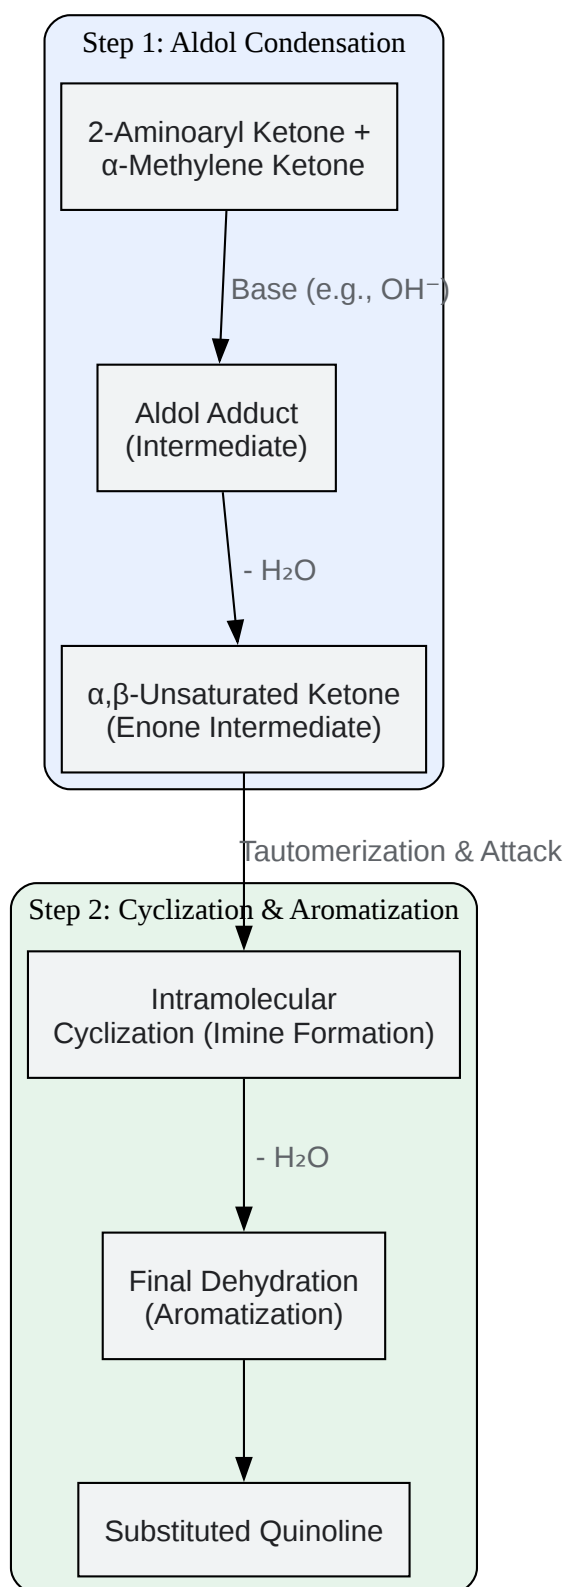 Step 1: Aldol Condensation
2-Aminoaryl Ketone +
α-Methylene Ketone
Base (e.g., OH⁻)
Aldol Adduct
(Intermediate)
- H₂O
α,β-Unsaturated Ketone
(Enone Intermediate)
Tautomerization & Attack
Step 2: Cyclization & Aromatization
Intramolecular
Cyclization (Imine Formation)
- H₂O
Final Dehydration
(Aromatization)
Substituted Quinoline